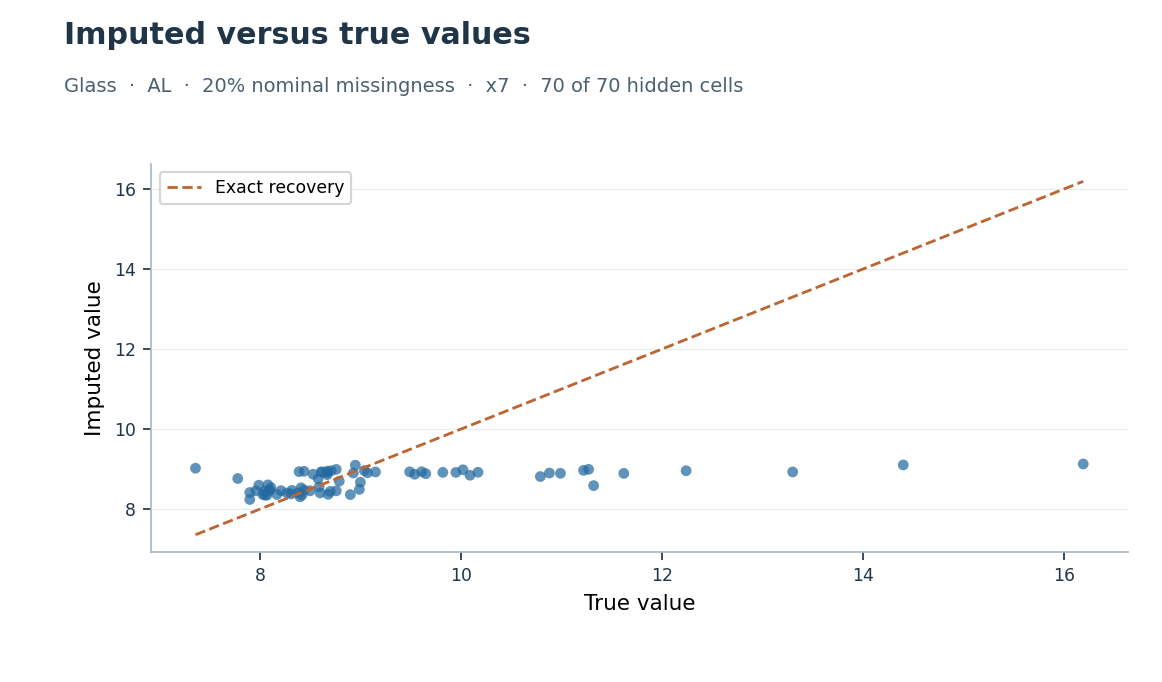 Imputed versus true values
Glass · AL · 20% nominal missingness · x7 · 70 of 70 hidden cells
Exact recovery
Imputed value
16
14
12
10
8
8 10 12 14 16
True value